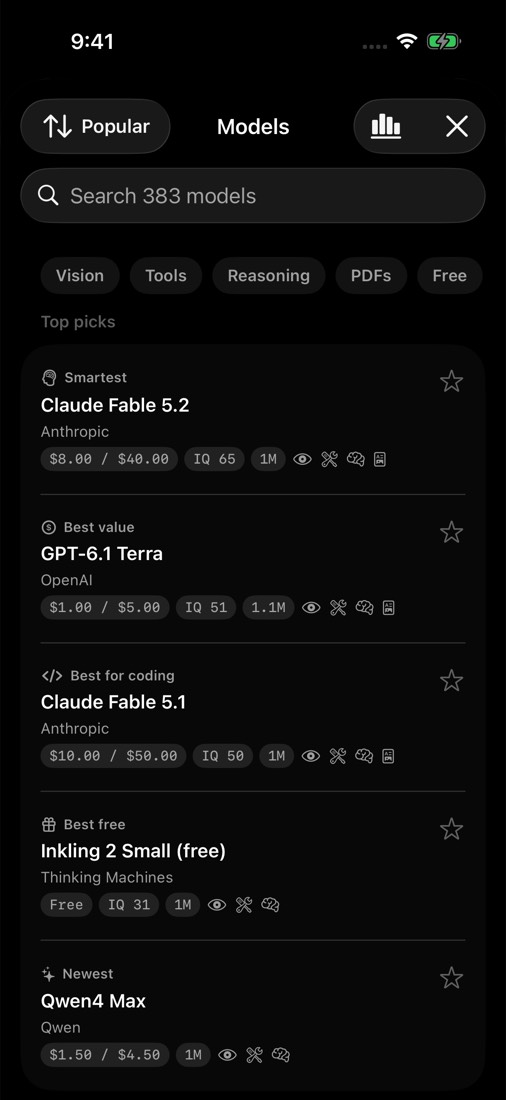 9:41
Popular
Models
Search 383 models
Vision Tools Reasoning PDFs Free
Top picks
Smartest
Claude Fable 5.2
Anthropic
$8.00 / $40.00 IQ 65 1M
Best value
GPT-6.1 Terra
OpenAI
$1.00 / $5.00 IQ 51 1.1M
Best for coding
Claude Fable 5.1
Anthropic
$10.00 / $50.00 IQ 50 1M
Best free
Inkling 2 Small (free)
Thinking Machines
Free IQ 31 1M
Newest
Qwen4 Max
Qwen
$1.50 / $4.50 1M